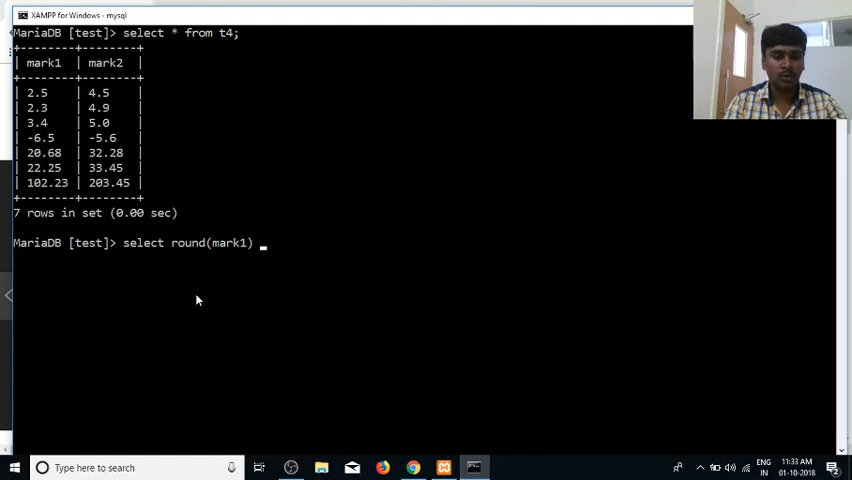 XAMPP for Windows - mysql
MariaDB [test]> select * from t4;
+--------+--------+
| mark1 | mark2 |
+--------+--------+
| 2.5 | 4.5 |
| 2.3 | 4.9 |
| 3.4 | 5.0 |
| -6.5 | -5.6 |
| 20.68 | 32.28 |
| 22.25 | 33.45 |
| 102.23 | 203.45 |
+--------+--------+
7 rows in set (0.00 sec)
MariaDB [test]> select round(mark1) _
Type here to search
ENG 11:33 AM
IN 01-10-2018
2